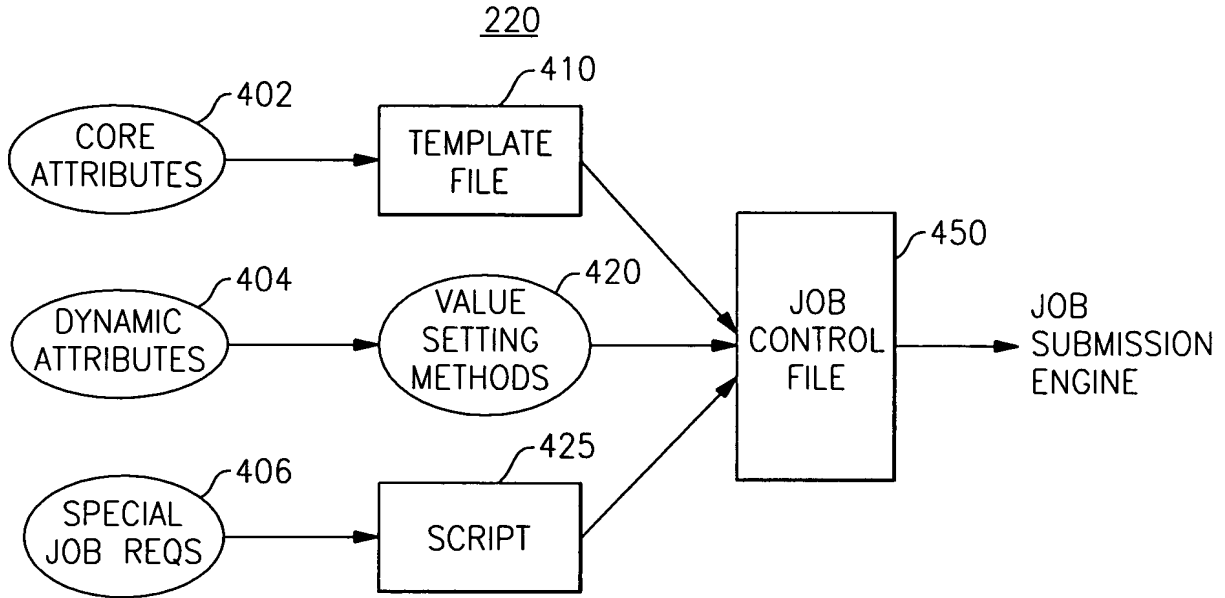 220
402
CORE
ATTRIBUTES
410
TEMPLATE
FILE
404
DYNAMIC
ATTRIBUTES
420
VALUE
SETTING
METHODS
406
SPECIAL
JOB REQS
425
SCRIPT
450
JOB
CONTROL
FILE
JOB
SUBMISSION
ENGINE